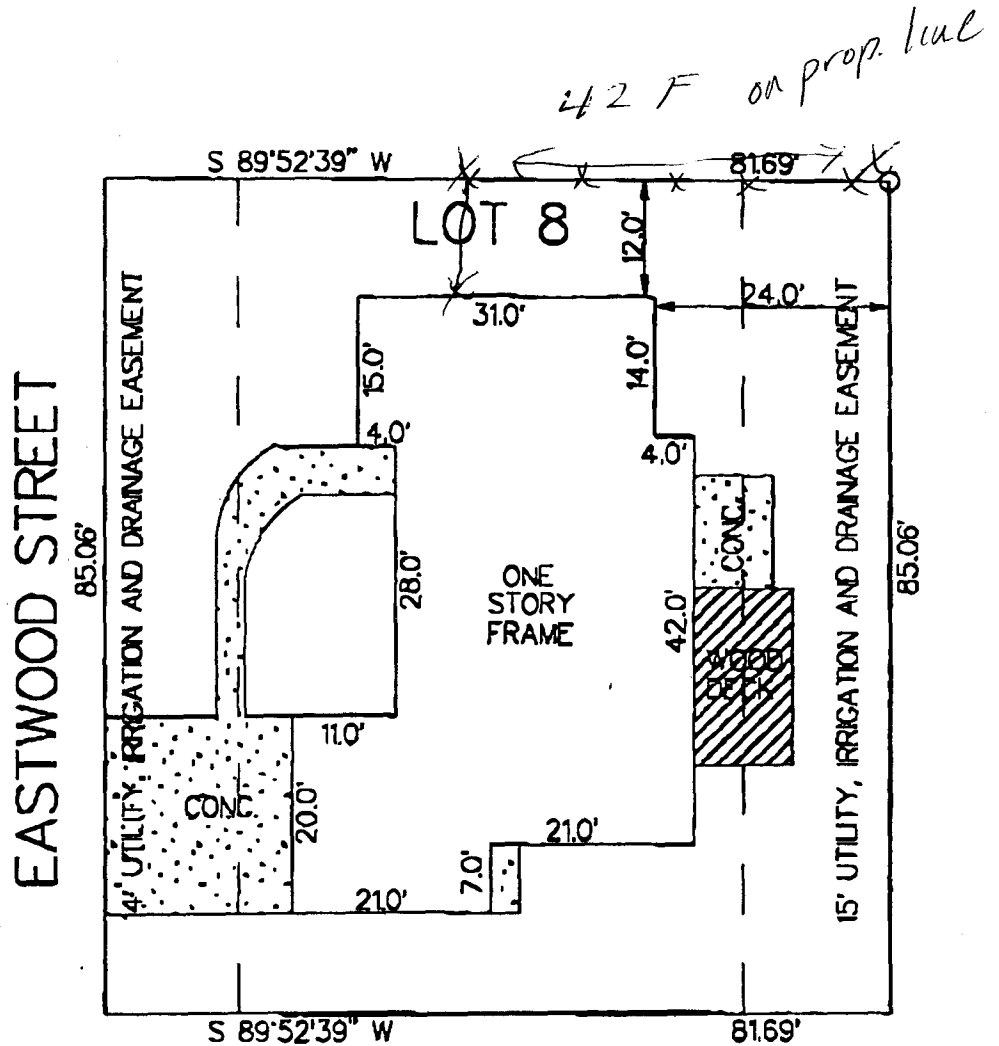 42 F on prop. line
S 89°52'39" W
81.69'
LOT 8
12.0'
24.0'
31.0'
15.0'
14.0'
4.0'
4.0'
EASTWOOD STREET
85.06'
14' UTILITY, IRRIGATION AND DRAINAGE EASEMENT
28.0'
ONE
STORY
FRAME
42.0'
CONC.
WOOD
DECK
15' UTILITY, IRRIGATION AND DRAINAGE EASEMENT
85.06'
11.0'
CONC.
20.0'
21.0'
7.0'
21.0'
S 89°52'39" W
81.69'